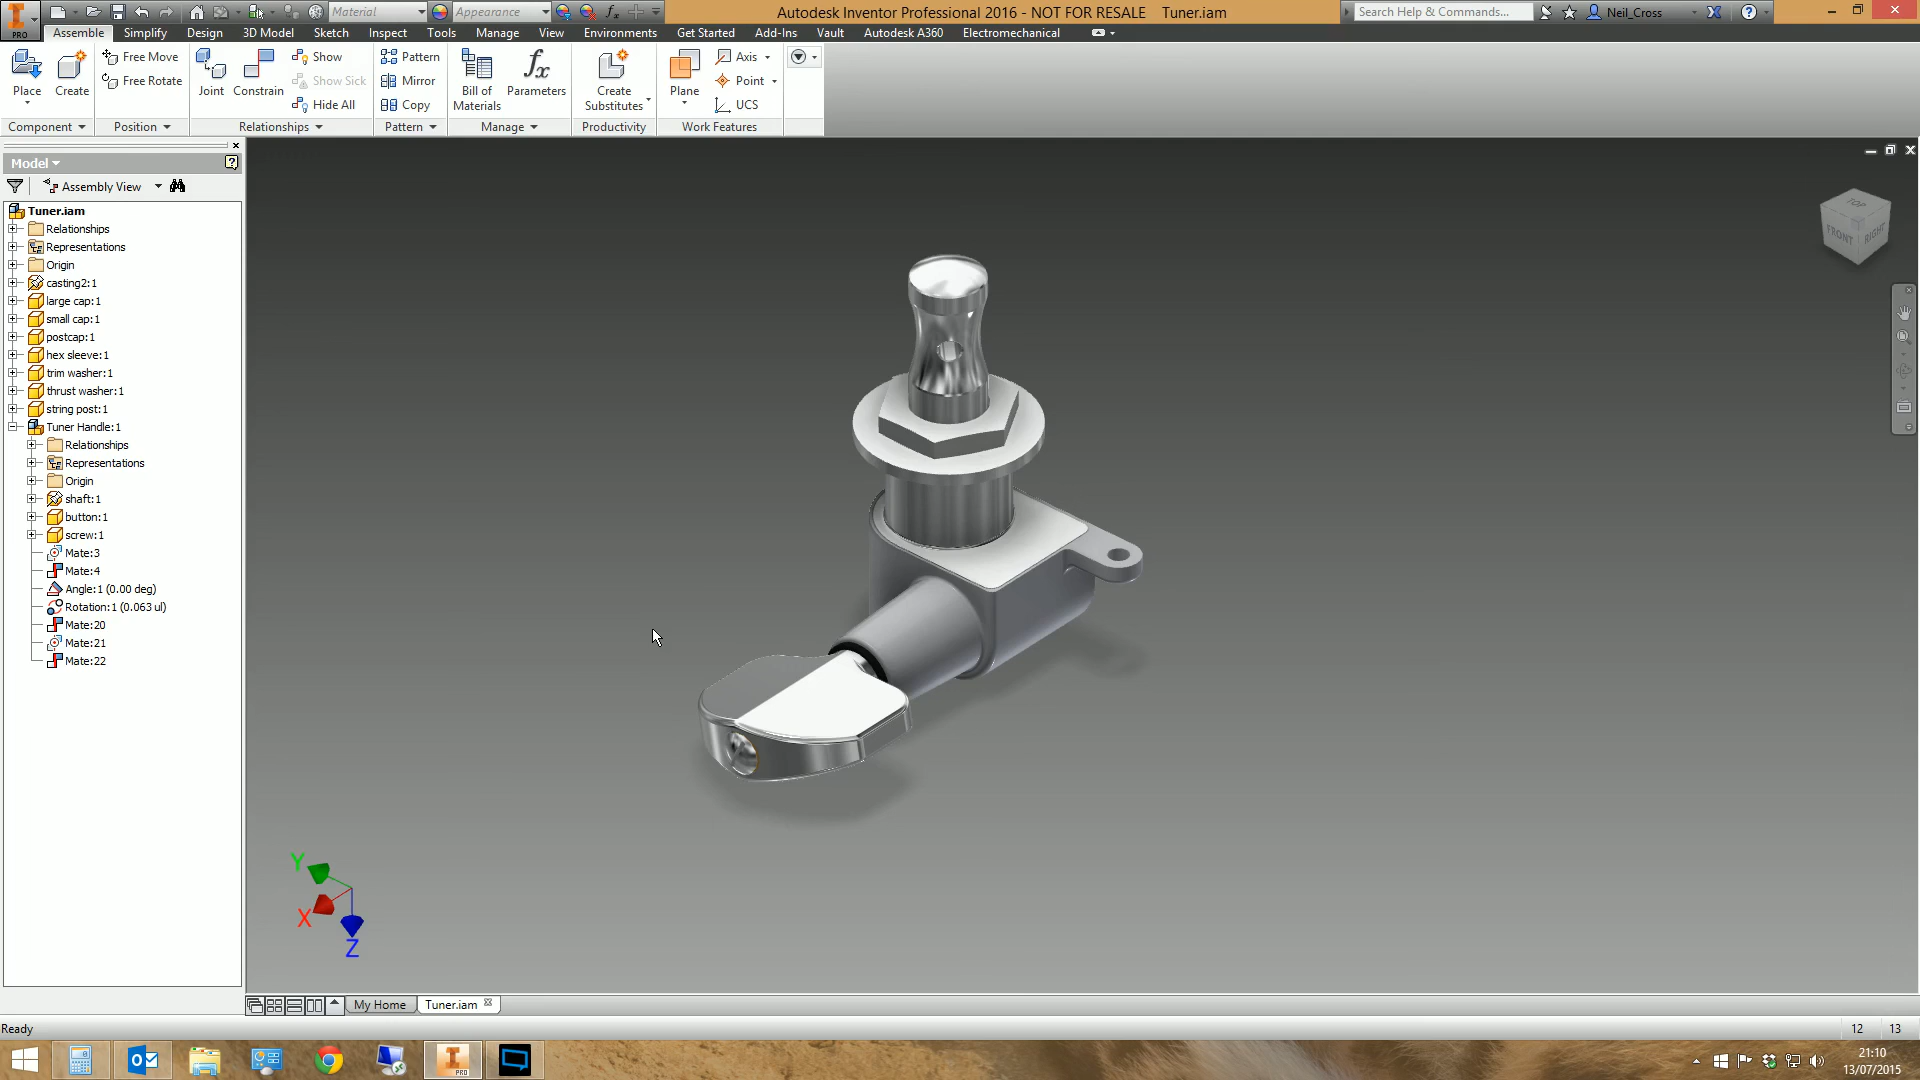 Material
Appearance
Autodesk Inventor Professional 2016 - NOT FOR RESALE Tuner.iam
Search Help & Commands...
Neil_Cross
PRO
Assemble Simplify Design 3D Model Sketch Inspect Tools Manage View Environments Get Started Add-Ins Vault Autodesk A360 Electromechanical
Place
Create
Free Move
Free Rotate
Joint
Constrain
Show
Show Sick
Hide All
Pattern
Mirror
Copy
Bill of Materials
Parameters
Create Substitutes
Plane
Axis
Point
UCS
Component Position Relationships Pattern Manage Productivity Work Features
Model
Assembly View
Tuner.iam
Relationships
Representations
Origin
casting2:1
large cap:1
small cap:1
postcap:1
hex sleeve:1
trim washer:1
thrust washer:1
string post:1
Tuner Handle:1
Relationships
Representations
Origin
shaft:1
button:1
screw:1
Mate:3
Mate:4
Angle:1 (0.00 deg)
Rotation:1 (0.063 ul)
Mate:20
Mate:21
Mate:22
TOP
FRONT
RIGHT
Y
X
Z
My Home
Tuner.iam
Ready
12 13
PRO
21:10
13/07/2015